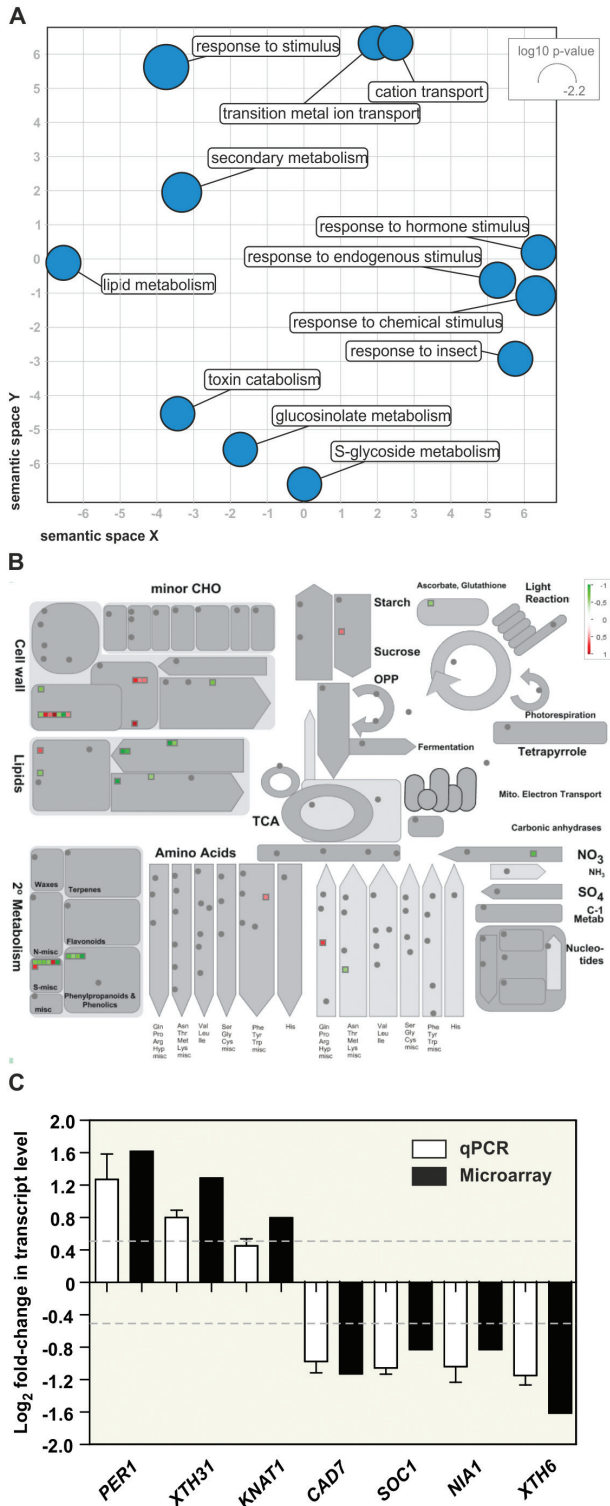 A
response to stimulus
log10 p-value
-2.2
cation transport
transition metal ion transport
secondary metabolism
response to hormone stimulus
response to endogenous stimulus
lipid metabolism
response to chemical stimulus
response to insect
toxin catabolism
glucosinolate metabolism
S-glycoside metabolism
6
5
4
3
2
1
0
-1
-2
-3
-4
-5
-6
semantic space Y
-6 -5 -4 -3 -2 -1 0 1 2 3 4 5 6
semantic space X
B
minor CHO
Cell wall
Lipids
2º Metabolism
Starch
Sucrose
OPP
Ascorbate, Glutathione
Light
Reaction
-1
-0,5
0
0,5
1
Photorespiration
Tetrapyrrole
Fermentation
Mito. Electron Transport
TCA
Carbonic anhydrases
Amino Acids
NO3
NH3
SO4
C-1
Metab
Nucleo-
tides
Waxes
Terpenes
Flavonoids
N-misc
S-misc
Phenylpropanoids &
Phenolics
misc
Gln
Pro
Arg
Hyp
misc
Asn
Thr
Met
Lys
misc
Val
Leu
Ile
Ser
Gly
Cys
misc
Phe
Tyr
Trp
misc
His
Gln
Pro
Arg
Hyp
misc
Asn
Thr
Met
Lys
misc
Val
Leu
Ile
Ser
Gly
Cys
misc
Phe
Tyr
Trp
misc
His
C
Log2 fold-change in transcript level
2.0
1.6
1.2
0.8
0.4
0
-0.4
-0.8
-1.2
-1.6
-2.0
qPCR
Microarray
PER1 XTH31 KNAT1 CAD7 SOC1 NIA1 XTH6